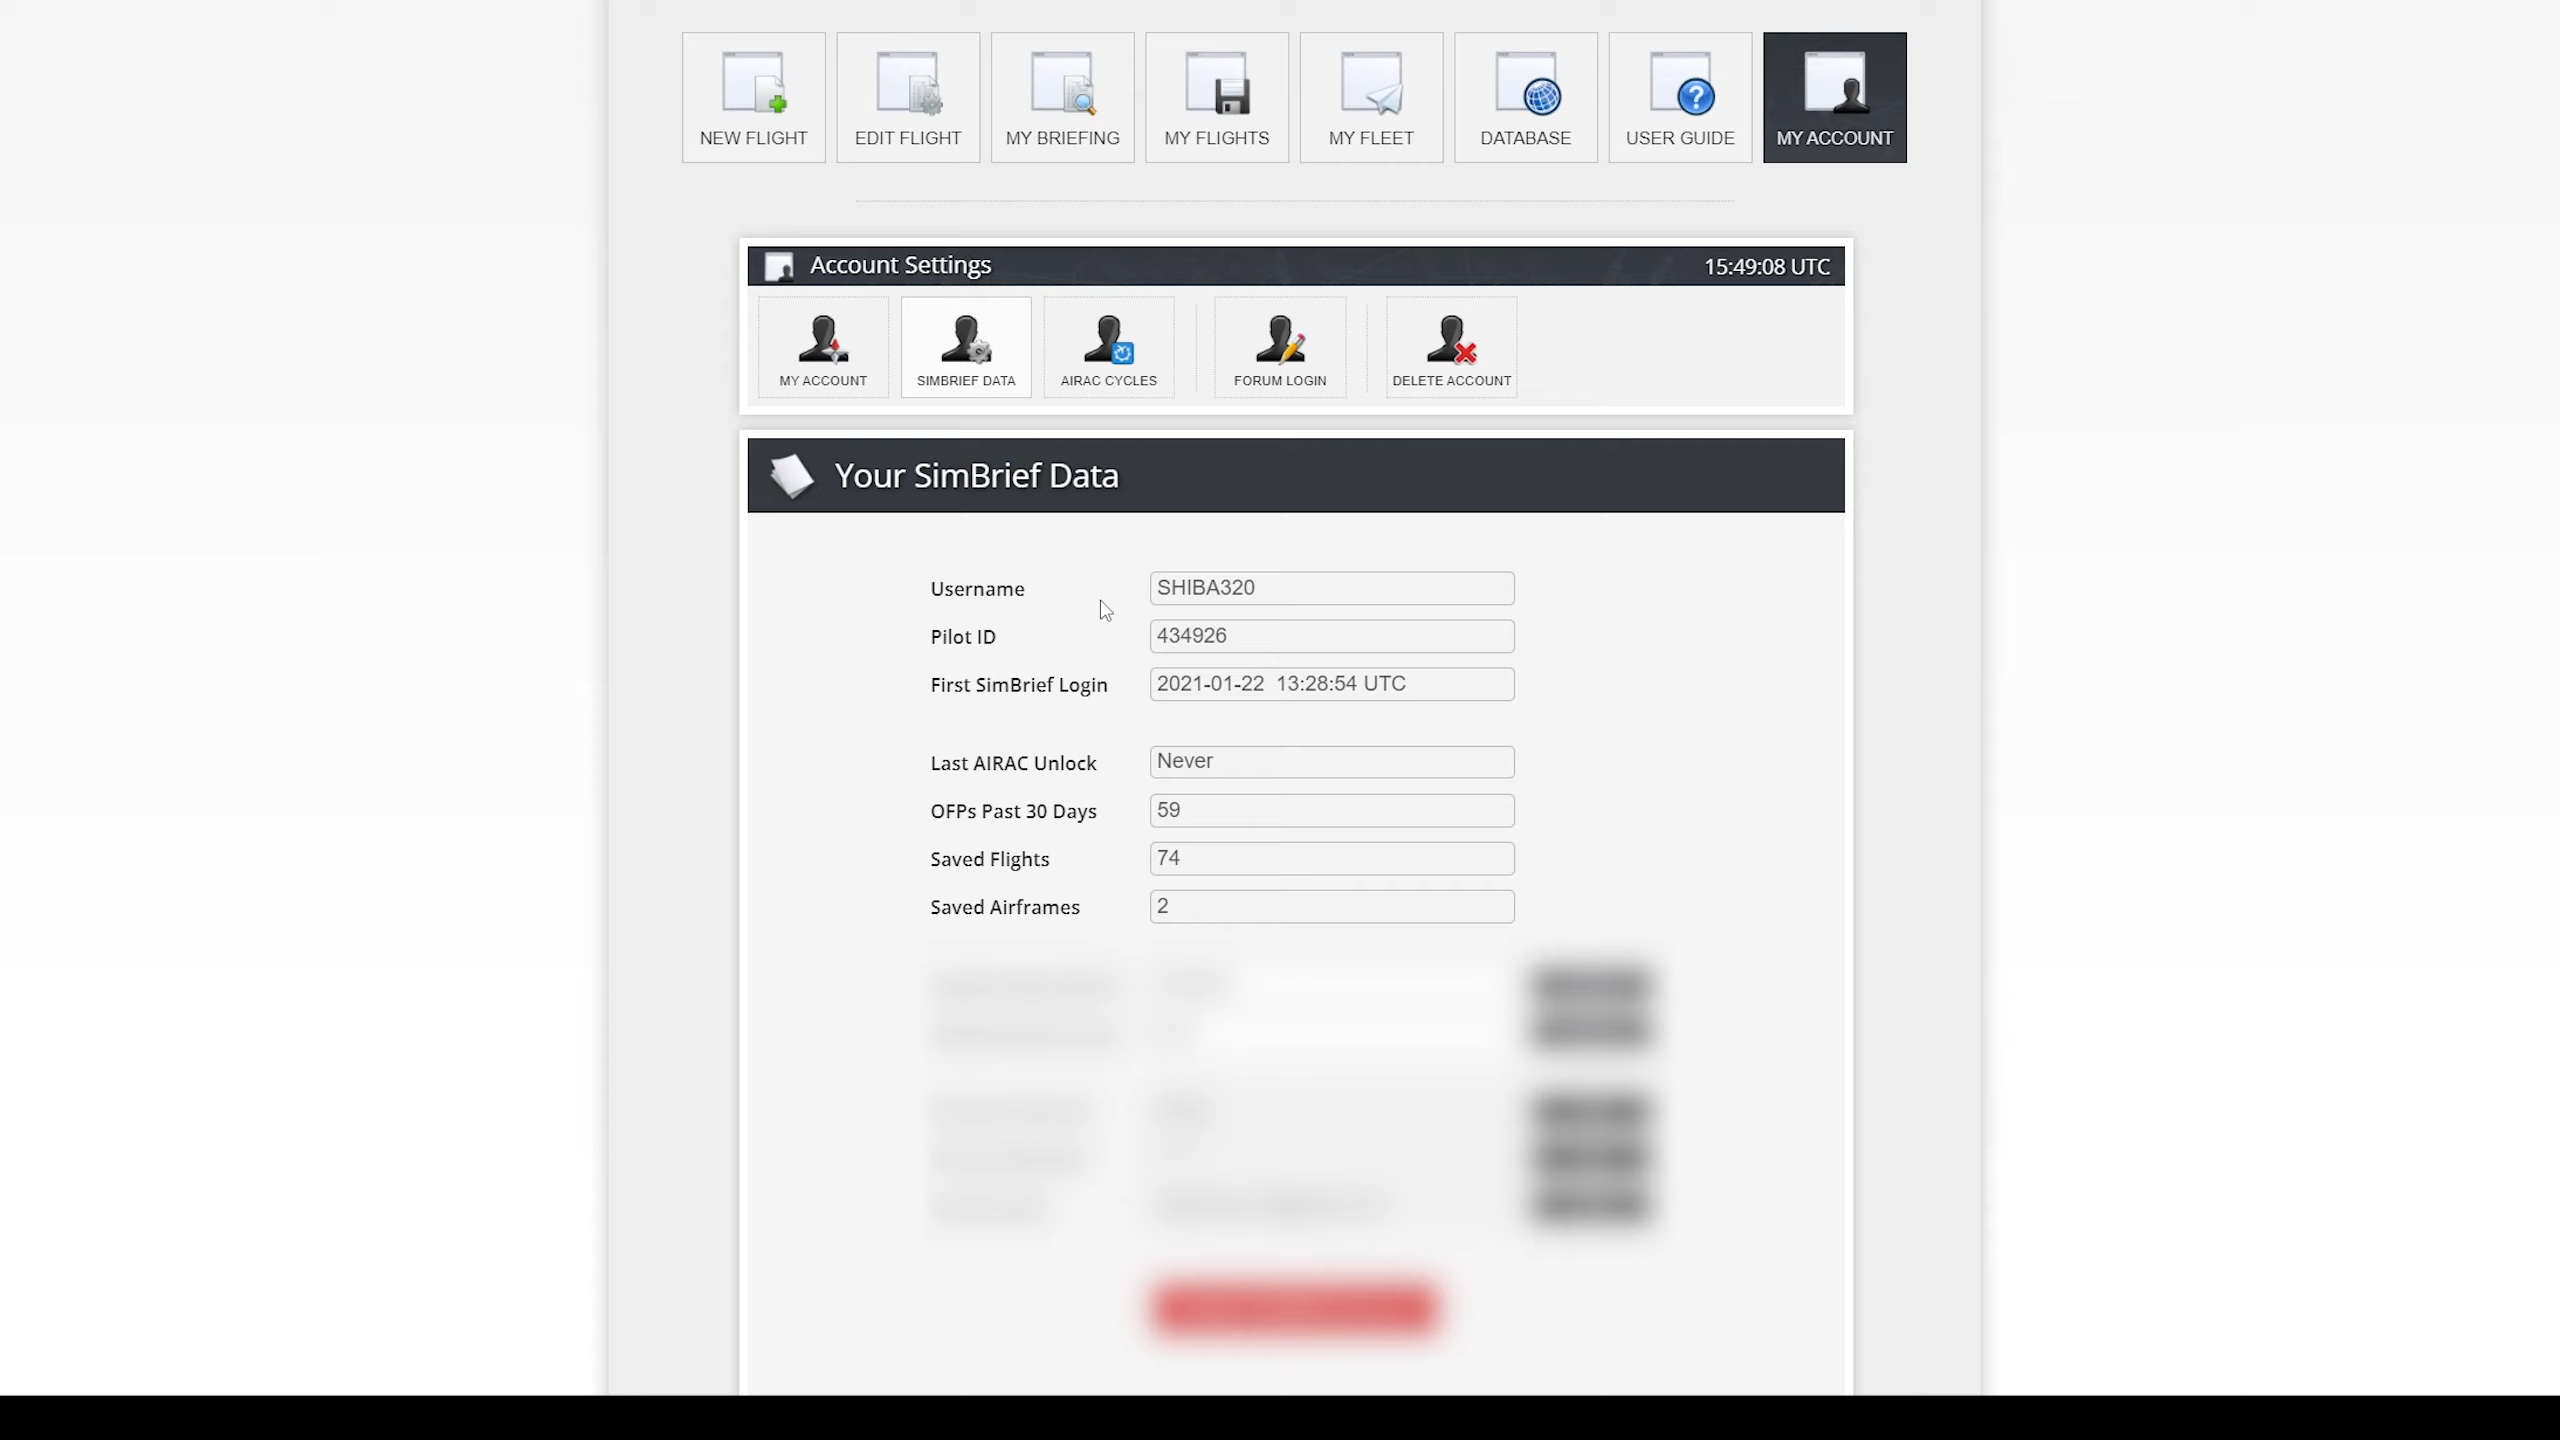 NEW FLIGHT EDIT FLIGHT MY BRIEFING MY FLIGHTS MY FLEET DATABASE USER GUIDE MY ACCOUNT
Account Settings 15:49:08 UTC
MY ACCOUNT SIMBRIEF DATA AIRAC CYCLES FORUM LOGIN DELETE ACCOUNT
Your SimBrief Data
Username SHIBA320
Pilot ID 434926
First SimBrief Login 2021-01-22 13:28:54 UTC
Last AIRAC Unlock Never
OFPs Past 30 Days 59
Saved Flights 74
Saved Airframes 2